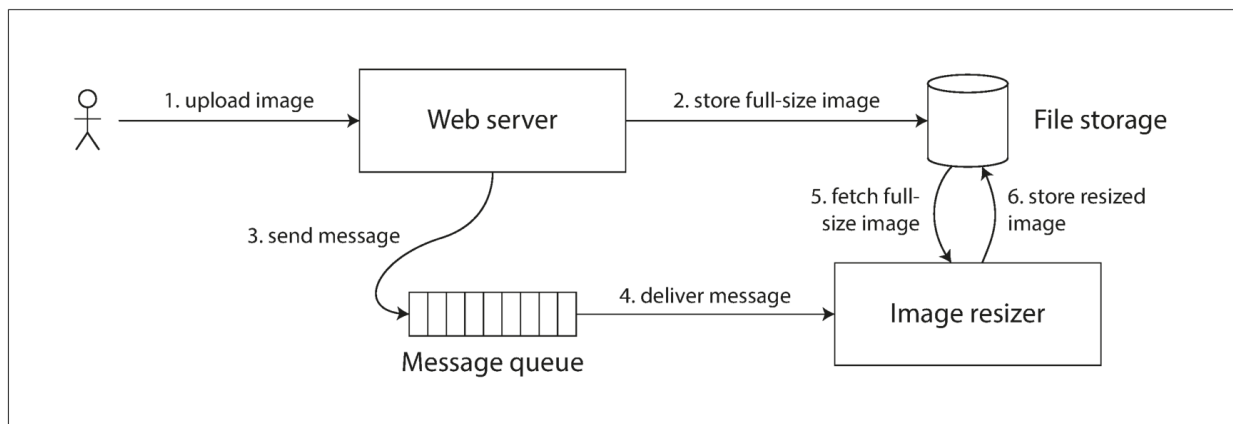 1. upload image
Web server
2. store full-size image
File storage
3. send message
5. fetch full-
size image
6. store resized
image
4. deliver message
Message queue
Image resizer